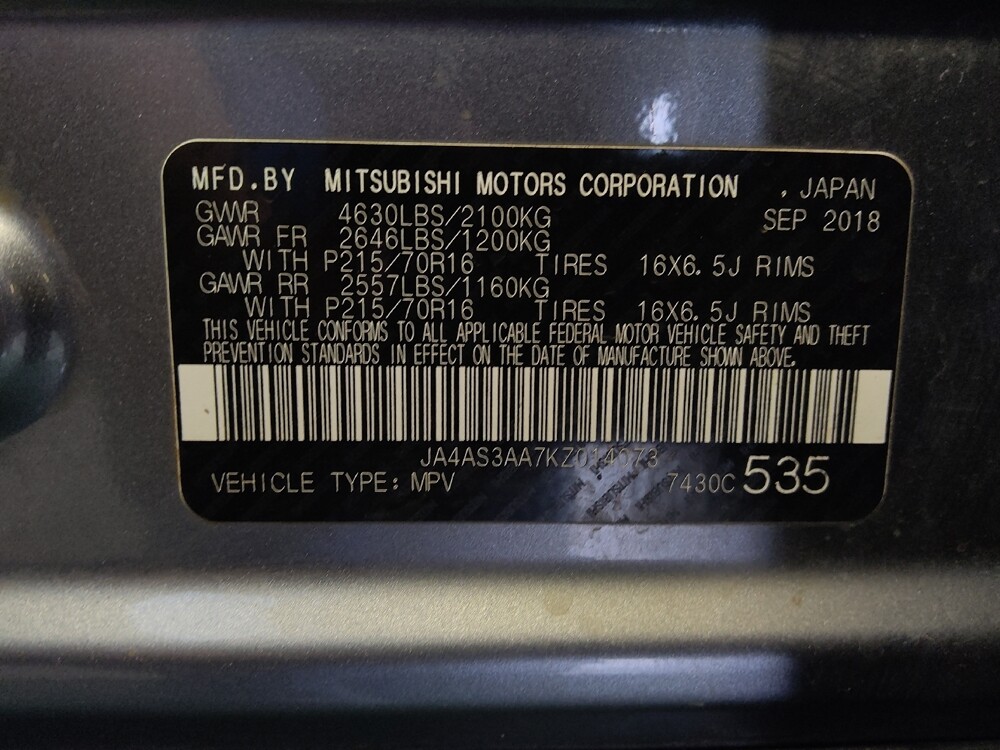 MFD.BY MITSUBISHI MOTORS CORPORATION , JAPAN
GVWR 4630LBS/2100KG SEP 2018
GAWR FR 2646LBS/1200KG
WITH P215/70R16 TIRES 16X6.5J RIMS
GAWR RR 2557LBS/1160KG
WITH P215/70R16 TIRES 16X6.5J RIMS
THIS VEHICLE CONFORMS TO ALL APPLICABLE FEDERAL MOTOR VEHICLE SAFETY AND THEFT
PREVENTION STANDARDS IN EFFECT ON THE DATE OF MANUFACTURE SHOWN ABOVE.
VEHICLE TYPE: MPV 7430C 535